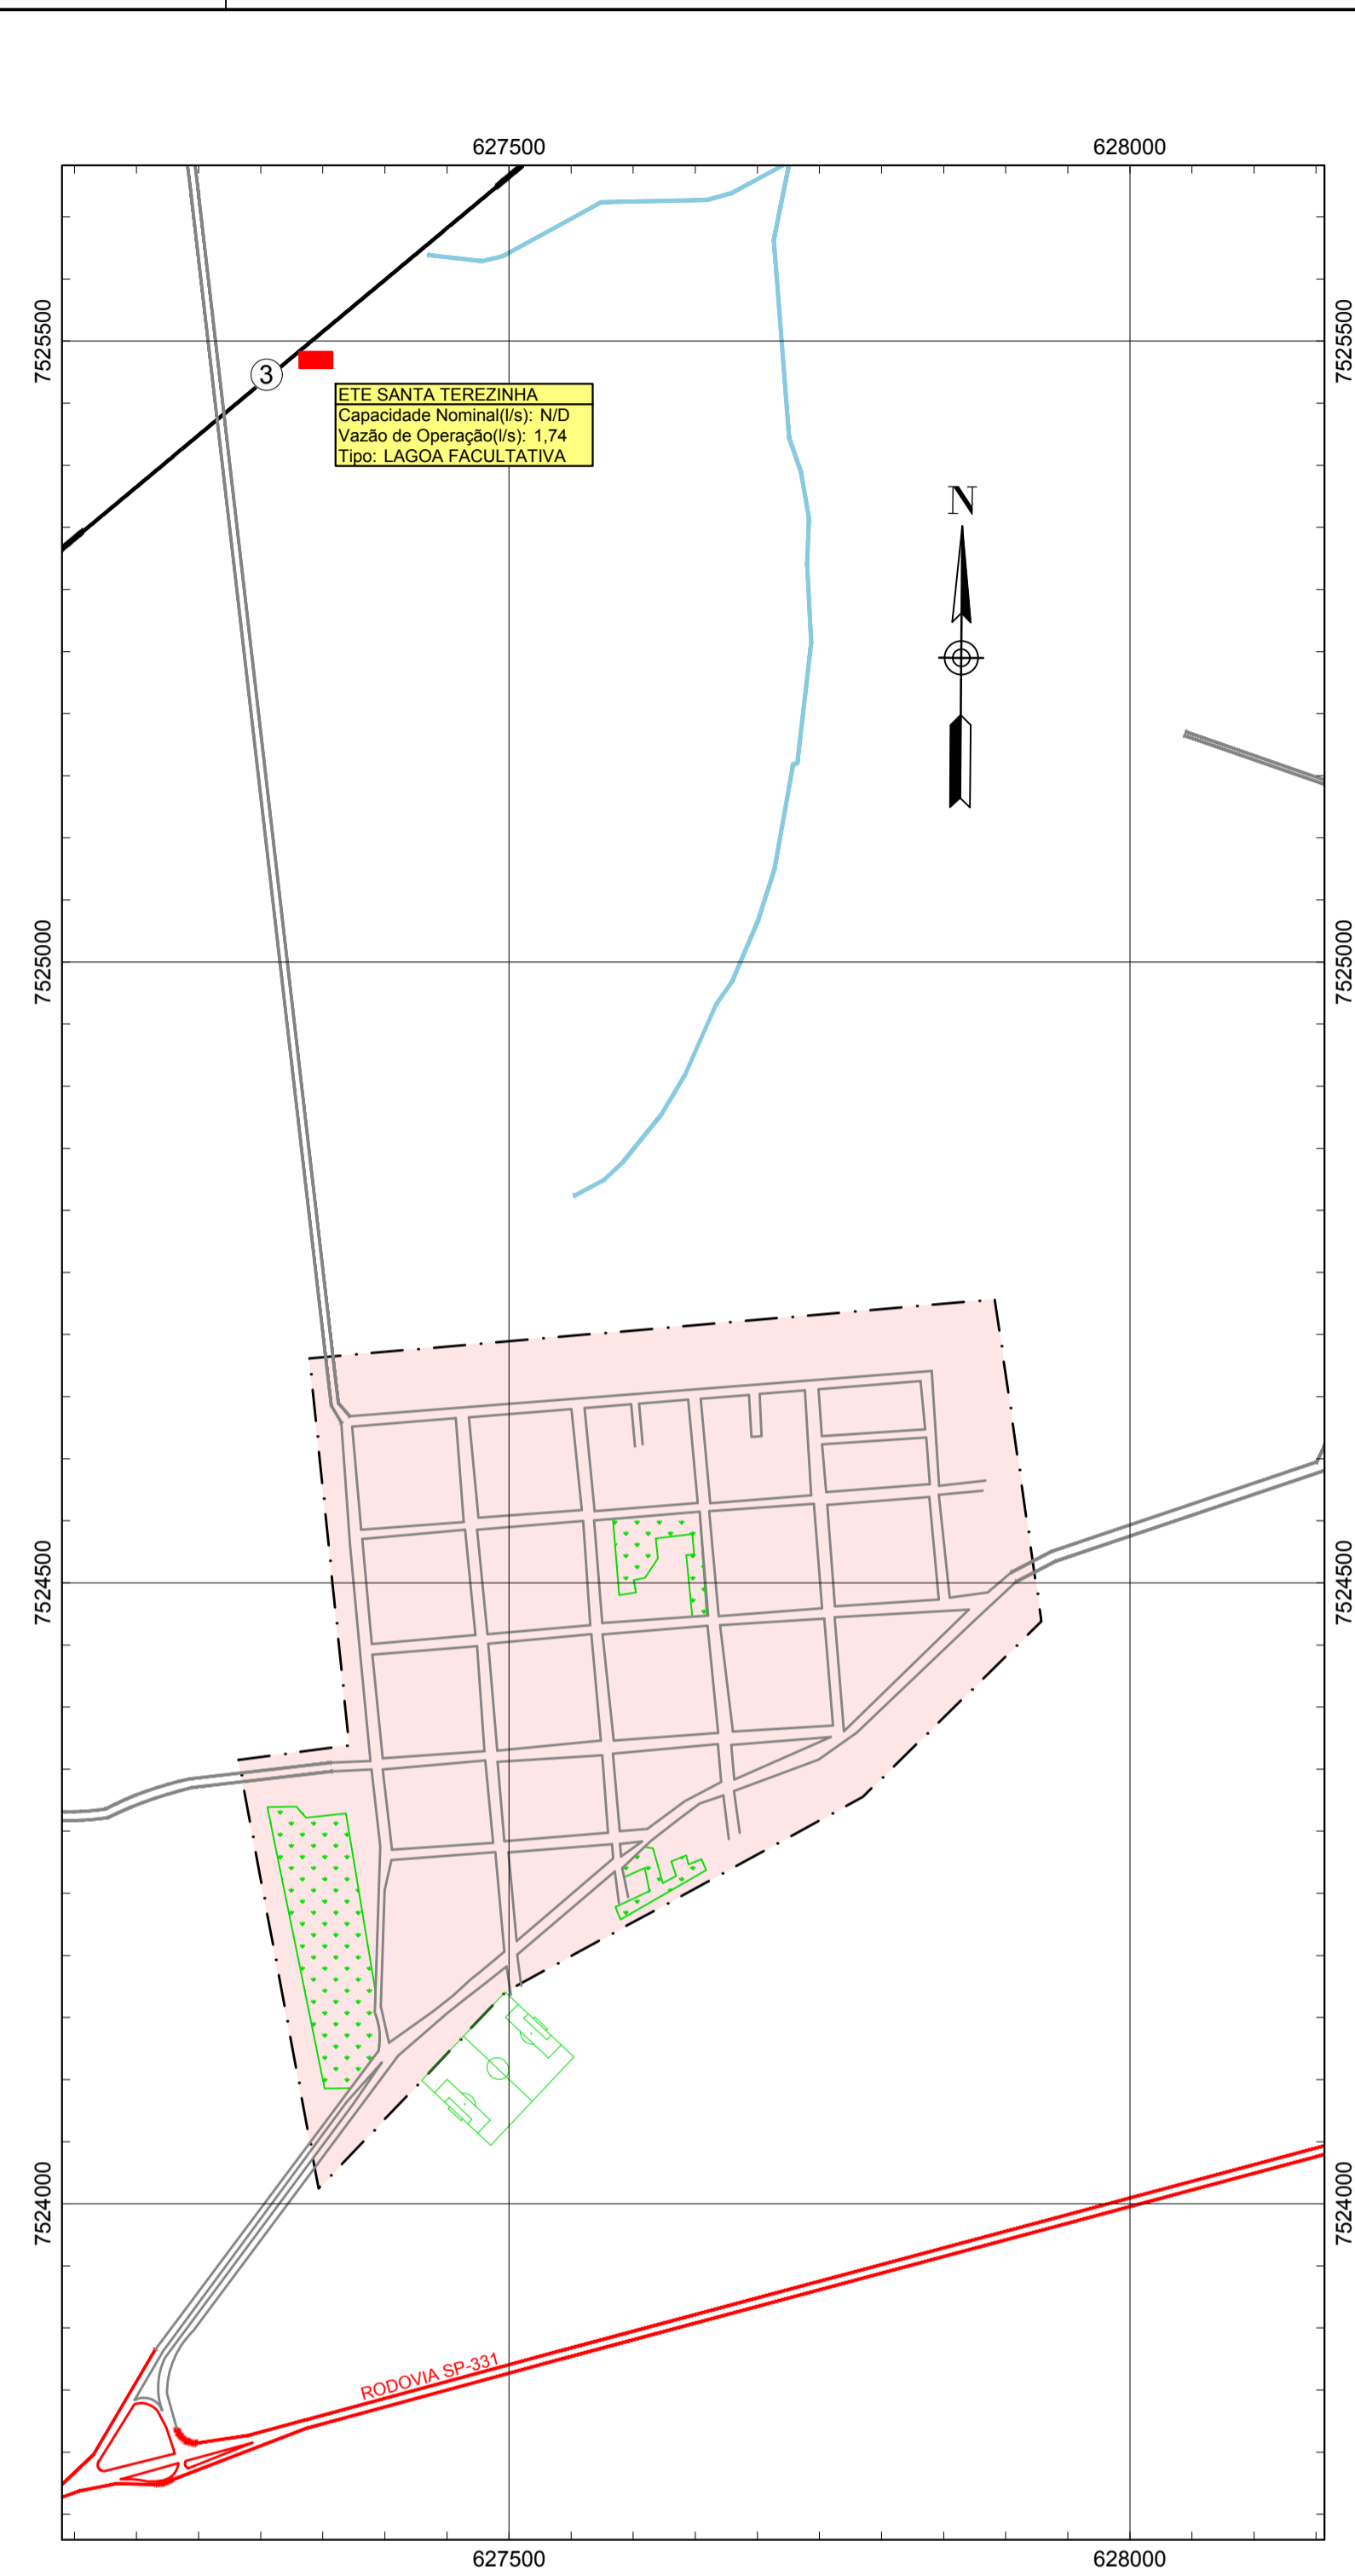 627500
628000
7525500
7525500
3
ETE SANTA TEREZINHA
Capacidade Nominal(l/s): N/D
Vazão de Operação(l/s): 1,74
Tipo: LAGOA FACULTATIVA
N
7525000
7525000
7524500
7524500
7524000
7524000
RODOVIA SP-331
627500
628000